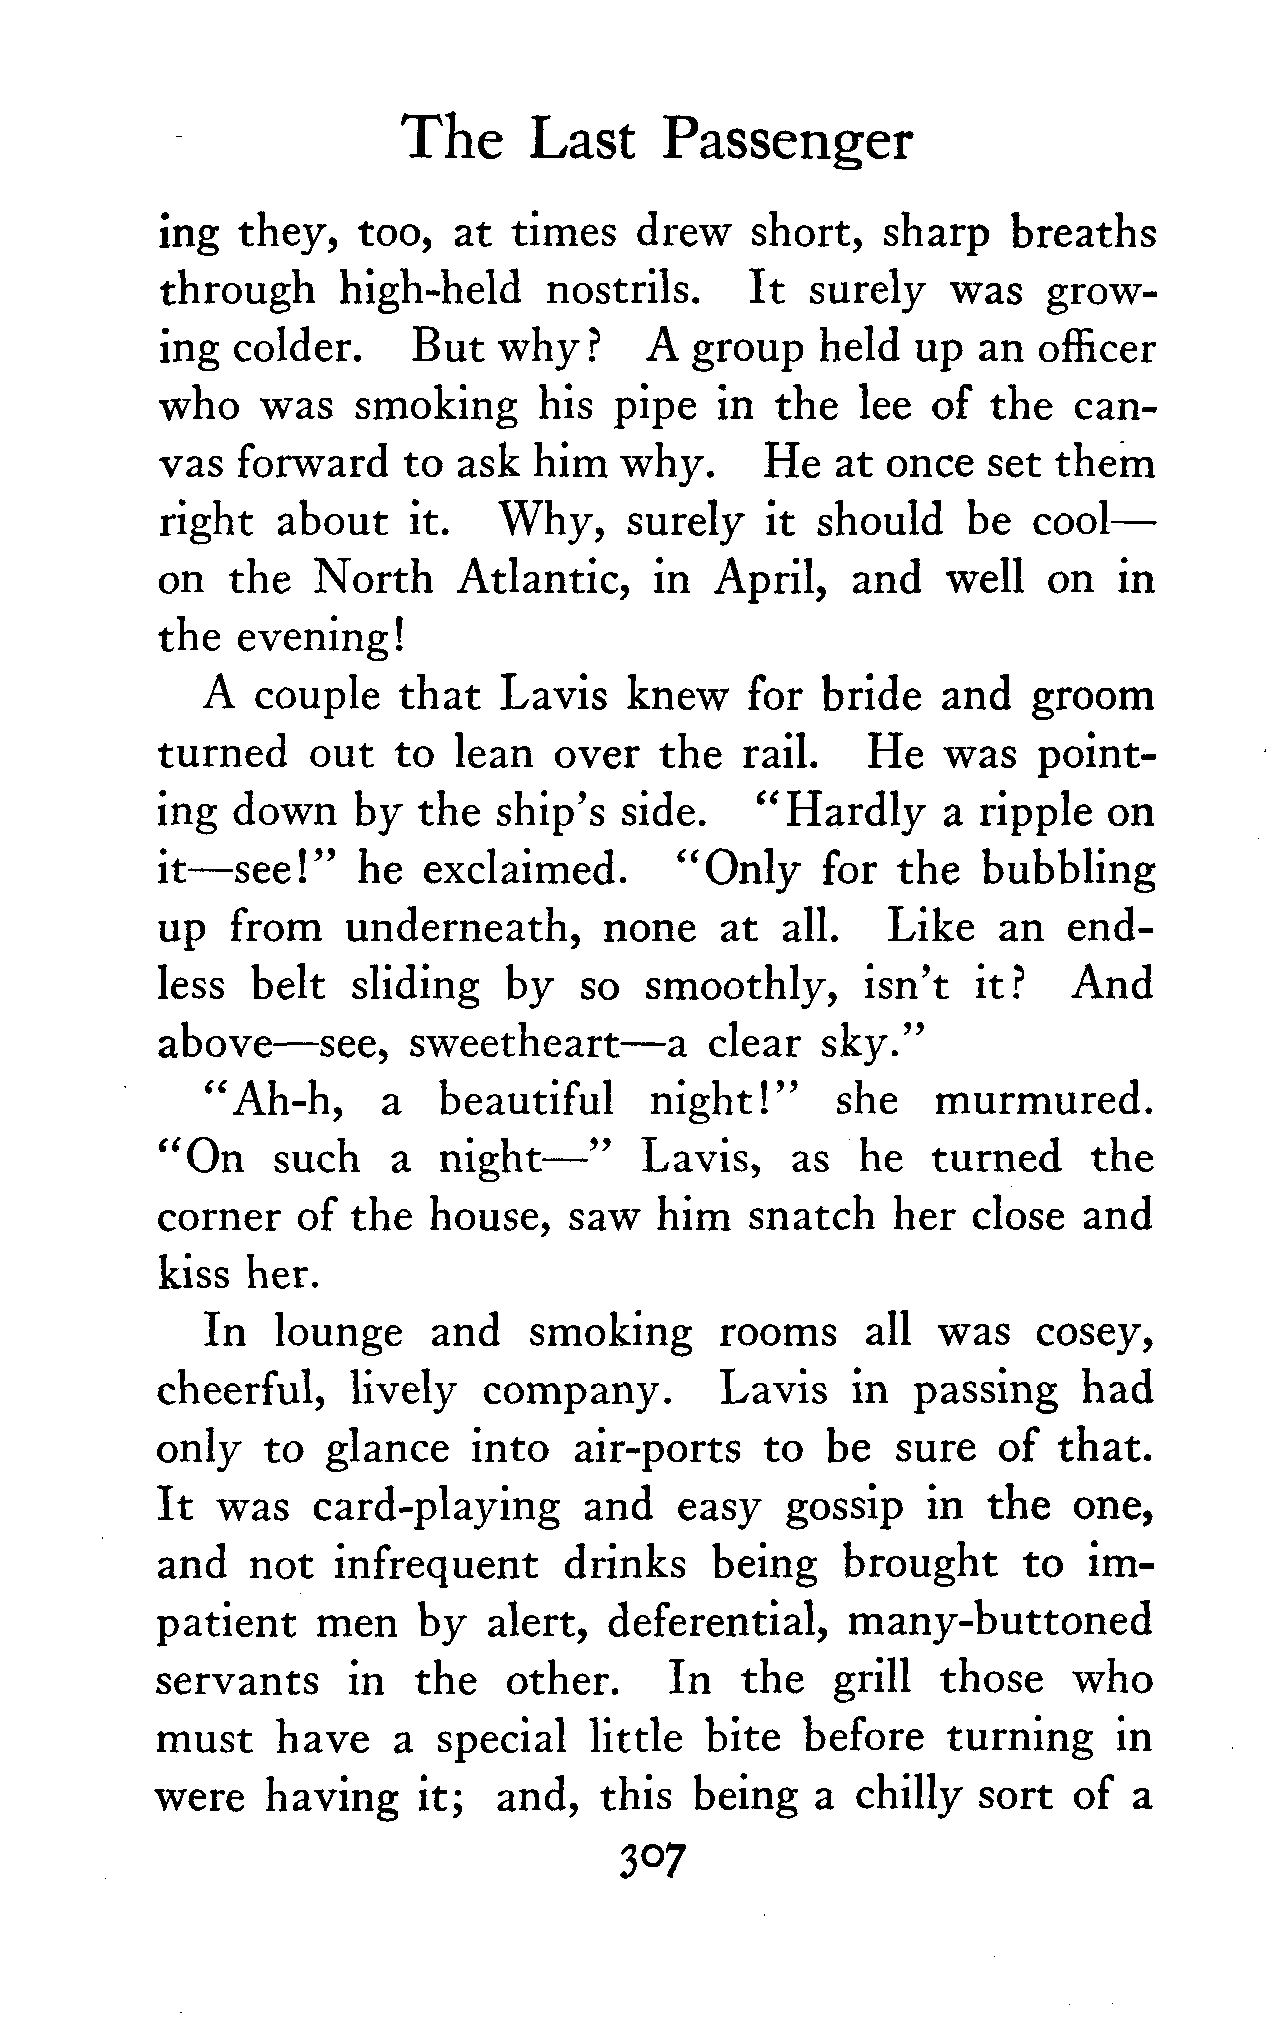 The Last Passenger
ing they, too, at times drew short, sharp breaths
through high-held nostrils. It surely was grow-
ing colder. But why? A group held up an officer
who was smoking his pipe in the lee of the can-
vas forward to ask him why. He at once set them
right about it. Why, surely it should be cool—
on the North Atlantic, in April, and well on in
the evening!
A couple that Lavis knew for bride and groom
turned out to lean over the rail. He was point-
ing down by the ship's side. "Hardly a ripple on
it—see!" he exclaimed. "Only for the bubbling
up from underneath, none at all. Like an end-
less belt sliding by so smoothly, isn't it? And
above—see, sweetheart—a clear sky."
"Ah-h, a beautiful night!" she murmured.
"On such a night—" Lavis, as he turned the
corner of the house, saw him snatch her close and
kiss her.
In lounge and smoking rooms all was cosey,
cheerful, lively company. Lavis in passing had
only to glance into air-ports to be sure of that.
It was card-playing and easy gossip in the one,
and not infrequent drinks being brought to im-
patient men by alert, deferential, many-buttoned
servants in the other. In the grill those who
must have a special little bite before turning in
were having it; and, this being a chilly sort of a
307